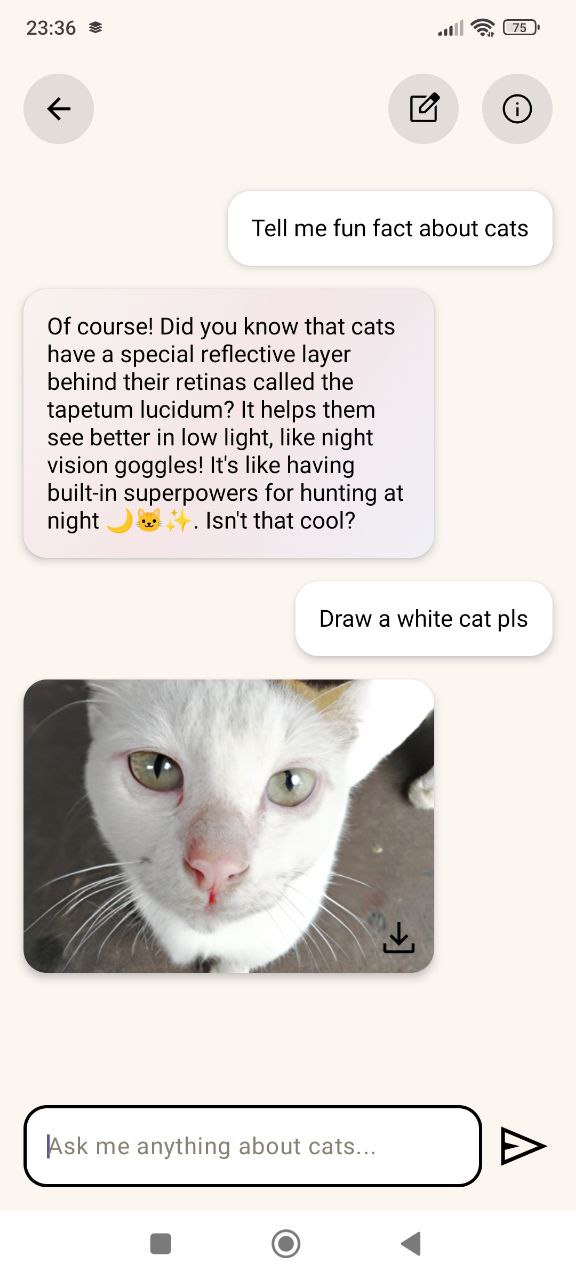 23:36
75
Tell me fun fact about cats
Of course! Did you know that cats
have a special reflective layer
behind their retinas called the
tapetum lucidum? It helps them
see better in low light, like night
vision goggles! It's like having
built-in superpowers for hunting at
night 🌙🐱✨. Isn't that cool?
Draw a white cat pls
Ask me anything about cats...